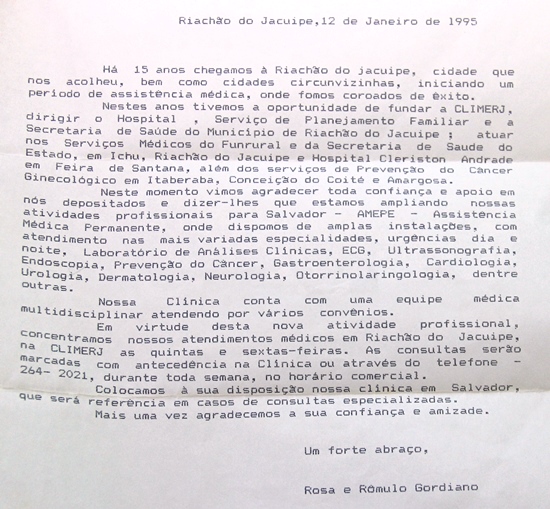 Riachão do Jacuipe,12 de Janeiro de 1995
Há 15 anos chegamos à Riachão do jacuipe, cidade que
nos acolheu, bem como cidades circunvizinhas, iniciando um
período de assistência médica, onde fomos coroados de êxito.
Nestes anos tivemos a oportunidade de fundar a CLIMERJ,
dirigir o Hospital , Serviço de Planejamento Familiar e a
Secretaria de Saúde do Município de Riachão do Jacuipe ; atuar
nos Serviços Médicos do Funrural e da Secretaria de Saude do
Estado, em Ichu, Riachão do Jacuipe e Hospital Cleriston Andrade
em Feira de Santana, além dos serviços de Prevenção do Câncer
Ginecológico em Itaberaba, Conceição do Coité e Amargosa.
Neste momento vimos agradecer toda confiança e apoio em
nós depositados e dizer-lhes que estamos ampliando nossas
atividades profissionais para Salvador - AMEPE - Assistência
Médica Permanente, onde dispomos de amplas instalações, com
atendimento nas mais variadas especialidades, urgências dia e
noite, Laboratório de Análises Clínicas, ECG, Ultrassonografia,
Endoscopia, Prevenção do Câncer, Gastroenterologia, Cardiologia,
Urologia, Dermatologia, Neurologia, Otorrinolaringologia, dentre
outras.
Nossa Clínica conta com uma equipe médica
multidisciplinar atendendo por vários convênios.
Em virtude desta nova atividade profissional,
concentramos nossos atendimentos médicos em Riachão do Jacuipe,
na CLIMERJ as quintas e sextas-feiras. As consultas serão
marcadas com antecedência na Clínica ou através do telefone -
264- 2021, durante toda semana, no horário comercial.
Colocamos à sua disposição nossa clínica em Salvador,
que será referência em casos de consultas especializadas.
Mais uma vez agradecemos a sua confiança e amizade.
Um forte abraço,
Rosa e Rômulo Gordiano